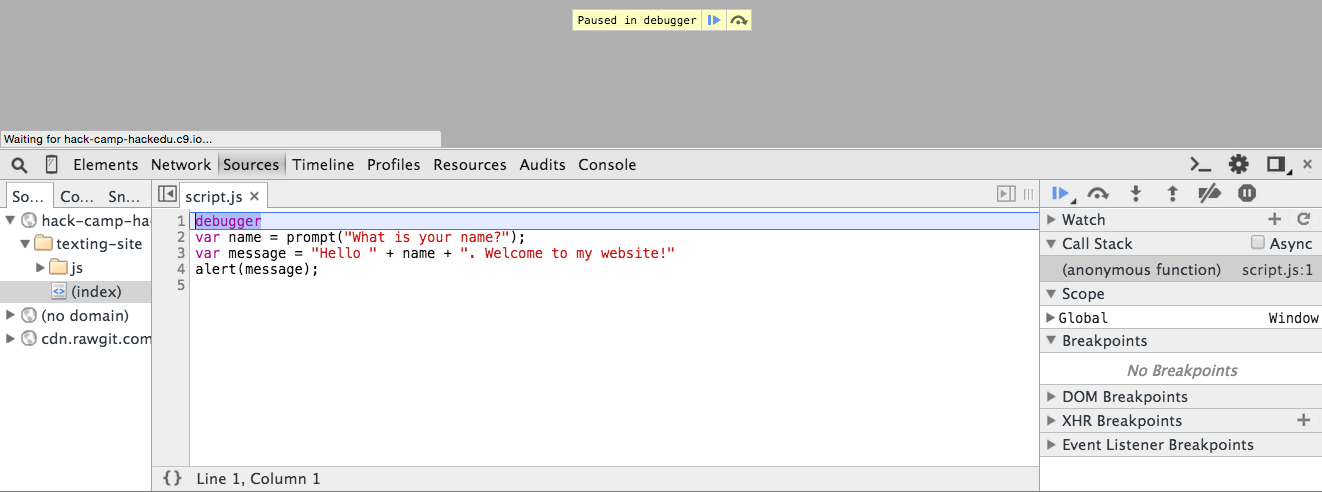 Paused in debugger
Waiting for hack-camp-hackedu.c9.io...
Elements Network Sources Timeline Profiles Resources Audits Console
So... Co... Sn...
hack-camp-hac
texting-site
js
(index)
(no domain)
cdn.rawgit.com
script.js
1 debugger
2 var name = prompt("What is your name?");
3 var message = "Hello " + name + ". Welcome to my website!"
4 alert(message);
5
{} Line 1, Column 1
Watch
Call Stack Async
(anonymous function) script.js:1
Scope
Global Window
Breakpoints
No Breakpoints
DOM Breakpoints
XHR Breakpoints
Event Listener Breakpoints